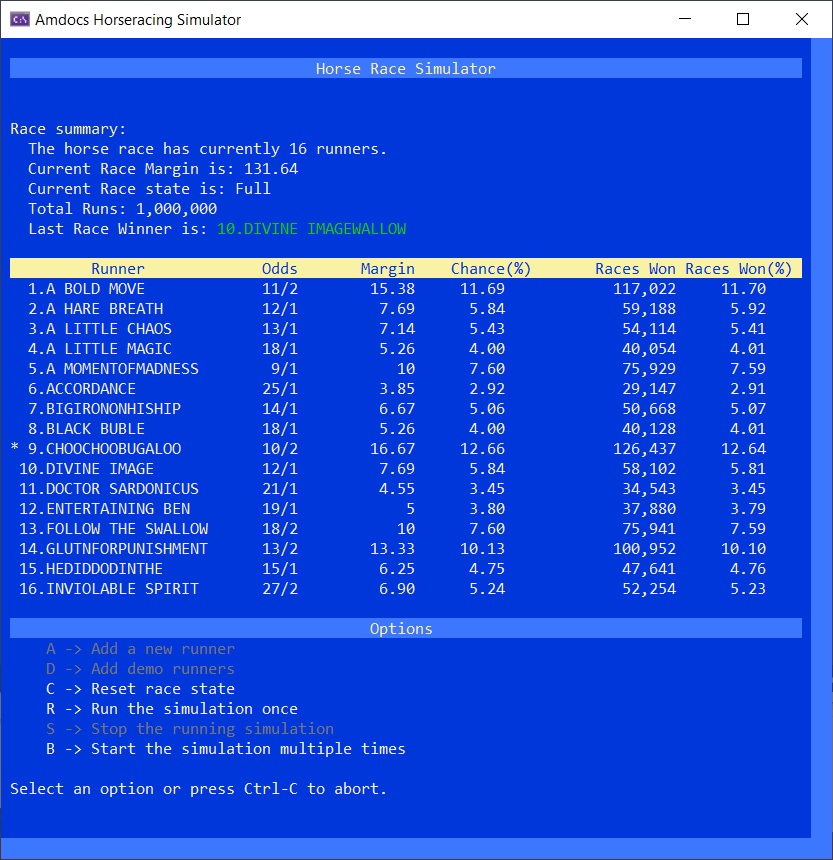 Amdocs Horseracing Simulator
Horse Race Simulator
Race summary:
The horse race has currently 16 runners.
Current Race Margin is: 131.64
Current Race state is: Full
Total Runs: 1,000,000
Last Race Winner is: 10.DIVINE IMAGEWALLOW
Runner Odds Margin Chance(%) Races Won Races Won(%)
1.A BOLD MOVE 11/2 15.38 11.69 117,022 11.70
2.A HARE BREATH 12/1 7.69 5.84 59,188 5.92
3.A LITTLE CHAOS 13/1 7.14 5.43 54,114 5.41
4.A LITTLE MAGIC 18/1 5.26 4.00 40,054 4.01
5.A MOMENTOFMADNESS 9/1 10 7.60 75,929 7.59
6.ACCORDANCE 25/1 3.85 2.92 29,147 2.91
7.BIGIRONONHISHIP 14/1 6.67 5.06 50,668 5.07
8.BLACK BUBLE 18/1 5.26 4.00 40,128 4.01
* 9.CHOOCHOOBUGALOO 10/2 16.67 12.66 126,437 12.64
10.DIVINE IMAGE 12/1 7.69 5.84 58,102 5.81
11.DOCTOR SARDONICUS 21/1 4.55 3.45 34,543 3.45
12.ENTERTAINING BEN 19/1 5 3.80 37,880 3.79
13.FOLLOW THE SWALLOW 18/2 10 7.60 75,941 7.59
14.GLUTNFORPUNISHMENT 13/2 13.33 10.13 100,952 10.10
15.HEDIDDODINTHE 15/1 6.25 4.75 47,641 4.76
16.INVIOLABLE SPIRIT 27/2 6.90 5.24 52,254 5.23
Options
A -> Add a new runner
D -> Add demo runners
C -> Reset race state
R -> Run the simulation once
S -> Stop the running simulation
B -> Start the simulation multiple times
Select an option or press Ctrl-C to abort.